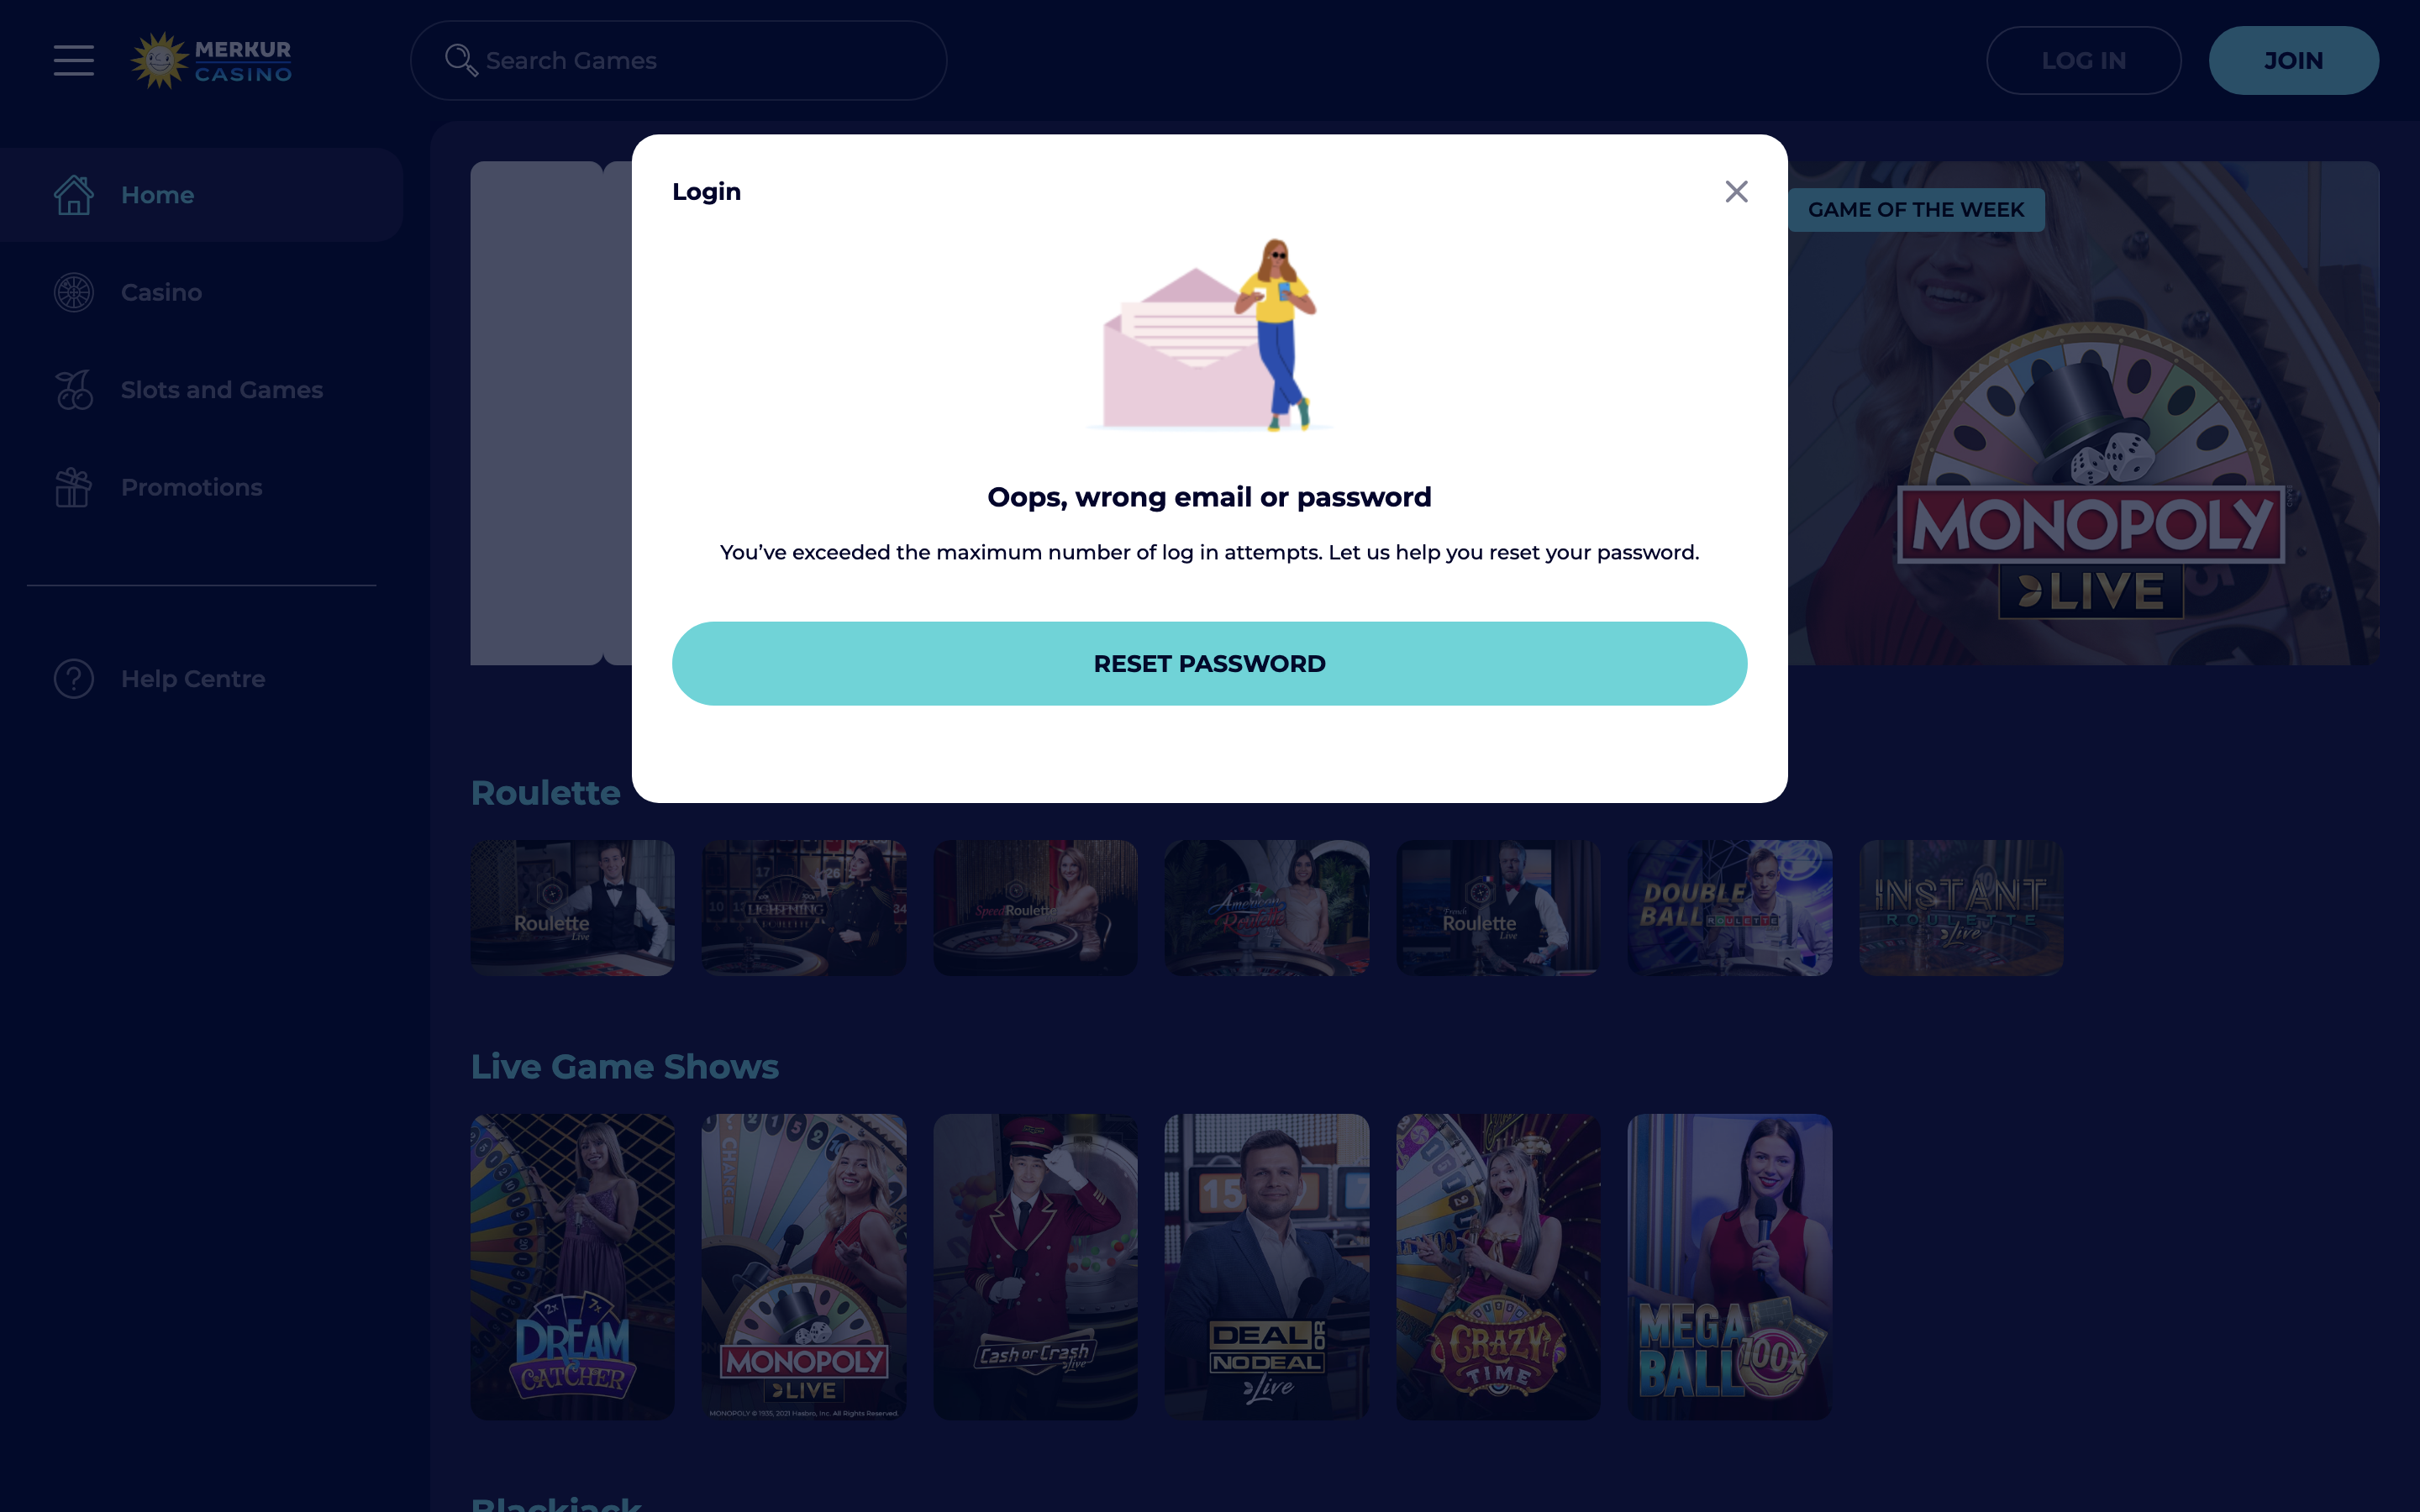 MERKUR
CASINO
Search Games
LOG IN
JOIN
Home
Casino
Slots and Games
Promotions
Help Centre
Login
Oops, wrong email or password
You’ve exceeded the maximum number of log in attempts. Let us help you reset your password.
RESET PASSWORD
GAME OF THE WEEK
MONOPOLY
LIVE
Roulette
Roulette
Live
LIGHTNING
ROULETTE
Speed Roulette
American
Roulette
French
Roulette
Live
DOUBLE
BALL ROULETTE
INSTANT
ROULETTE
Live
Live Game Shows
2x 7x
DREAM
CATCHER
CHANCE
MONOPOLY
LIVE
MONOPOLY © 1935, 2021 Hasbro, Inc. All Rights Reserved.
Cash or Crash
live
DEAL OR
NO DEAL
Live
CRAZY
TIME
MEGA
BALL 100x
Blackjack